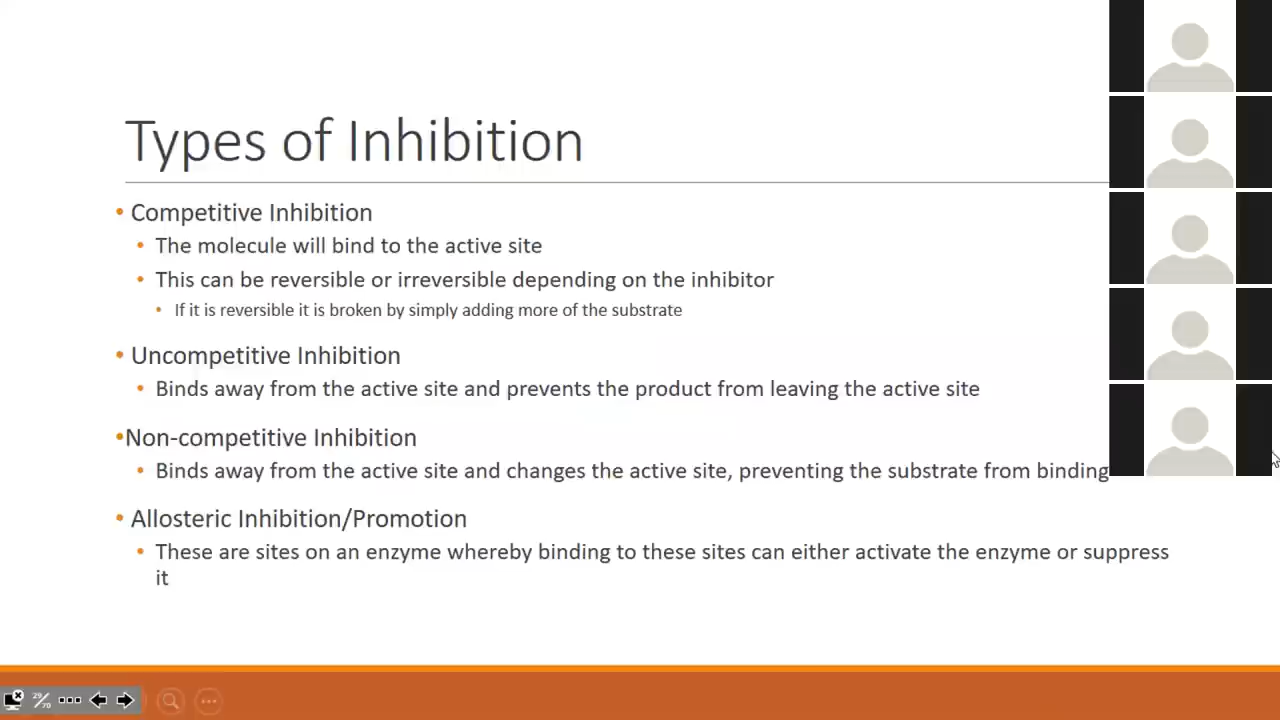 Types of Inhibition
• Competitive Inhibition
• The molecule will bind to the active site
• This can be reversible or irreversible depending on the inhibitor
• If it is reversible it is broken by simply adding more of the substrate
• Uncompetitive Inhibition
• Binds away from the active site and prevents the product from leaving the active site
•Non-competitive Inhibition
• Binds away from the active site and changes the active site, preventing the substrate from binding
• Allosteric Inhibition/Promotion
• These are sites on an enzyme whereby binding to these sites can either activate the enzyme or suppress
it
29/70